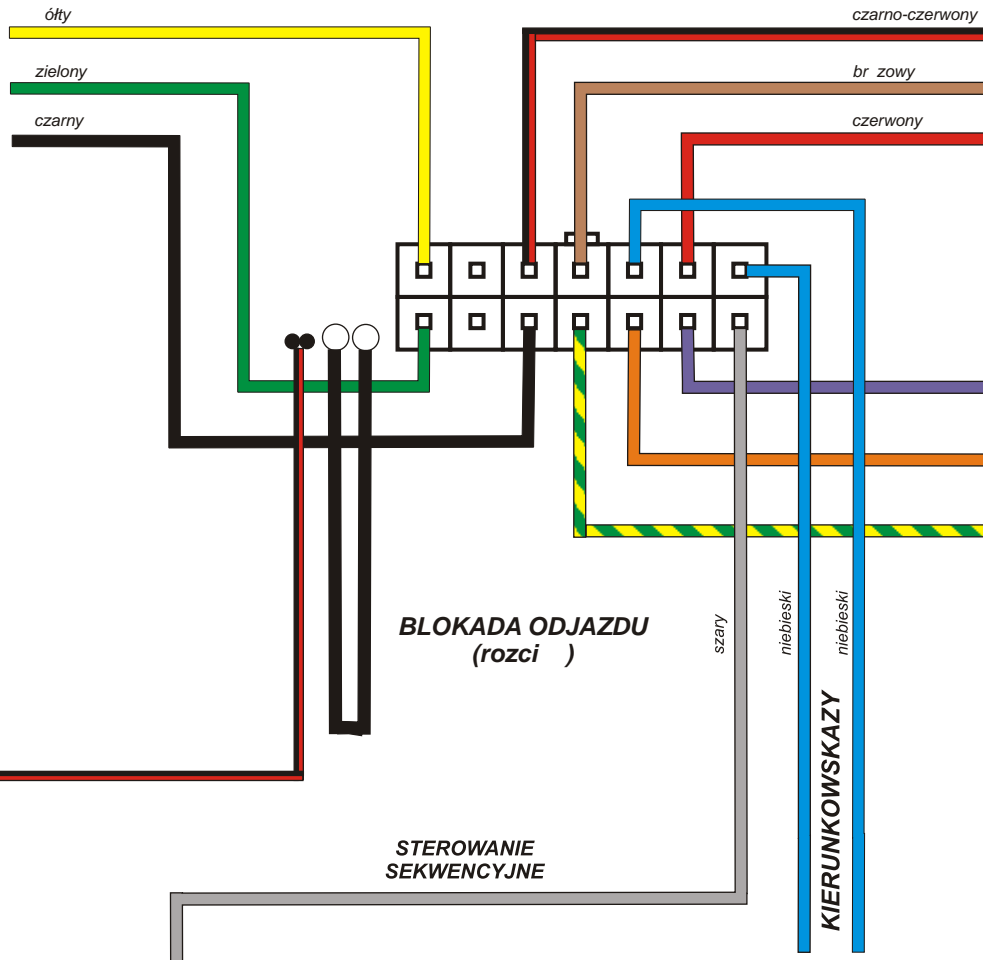 ółty
czarno-czerwony
zielony
br zowy
czarny
czerwony
BLOKADA ODJAZDU
(rozci )
szary
niebieski
niebieski
KIERUNKOWSKAZY
STEROWANIE
SEKWENCYJNE